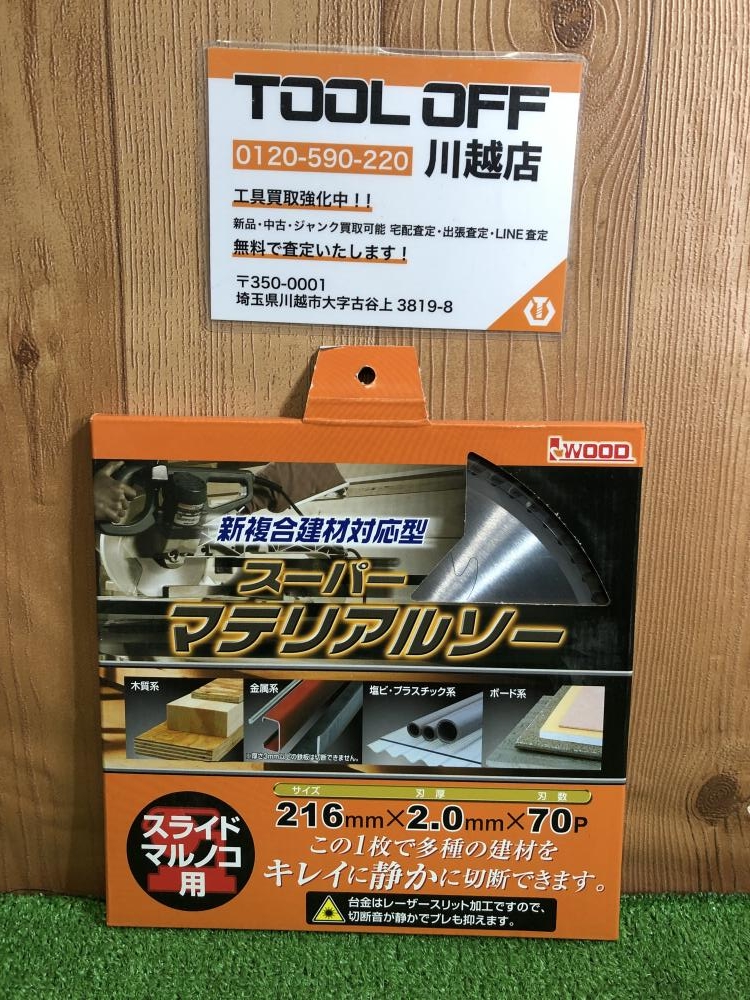 TOOL OFF
0120-590-220 川越店
工具買取強化中！！
新品・中古・ジャンク買取可能 宅配査定・出張査定・LINE査定
無料で査定いたします！
〒350-0001
埼玉県川越市大字古谷上 3819-8
iWOOD
新複合建材対応型
スーパー
マテリアルソー
木質系
金属系
塩ビ・プラスチック系
ボード系
サイズ 刃厚 刃数
216mm×2.0mm×70P
スライド
マルノコ
用
この1枚で多種の建材を
キレイに静かに切断できます。
台金はレーザースリット加工ですので、
切断音が静かでブレも抑えます。